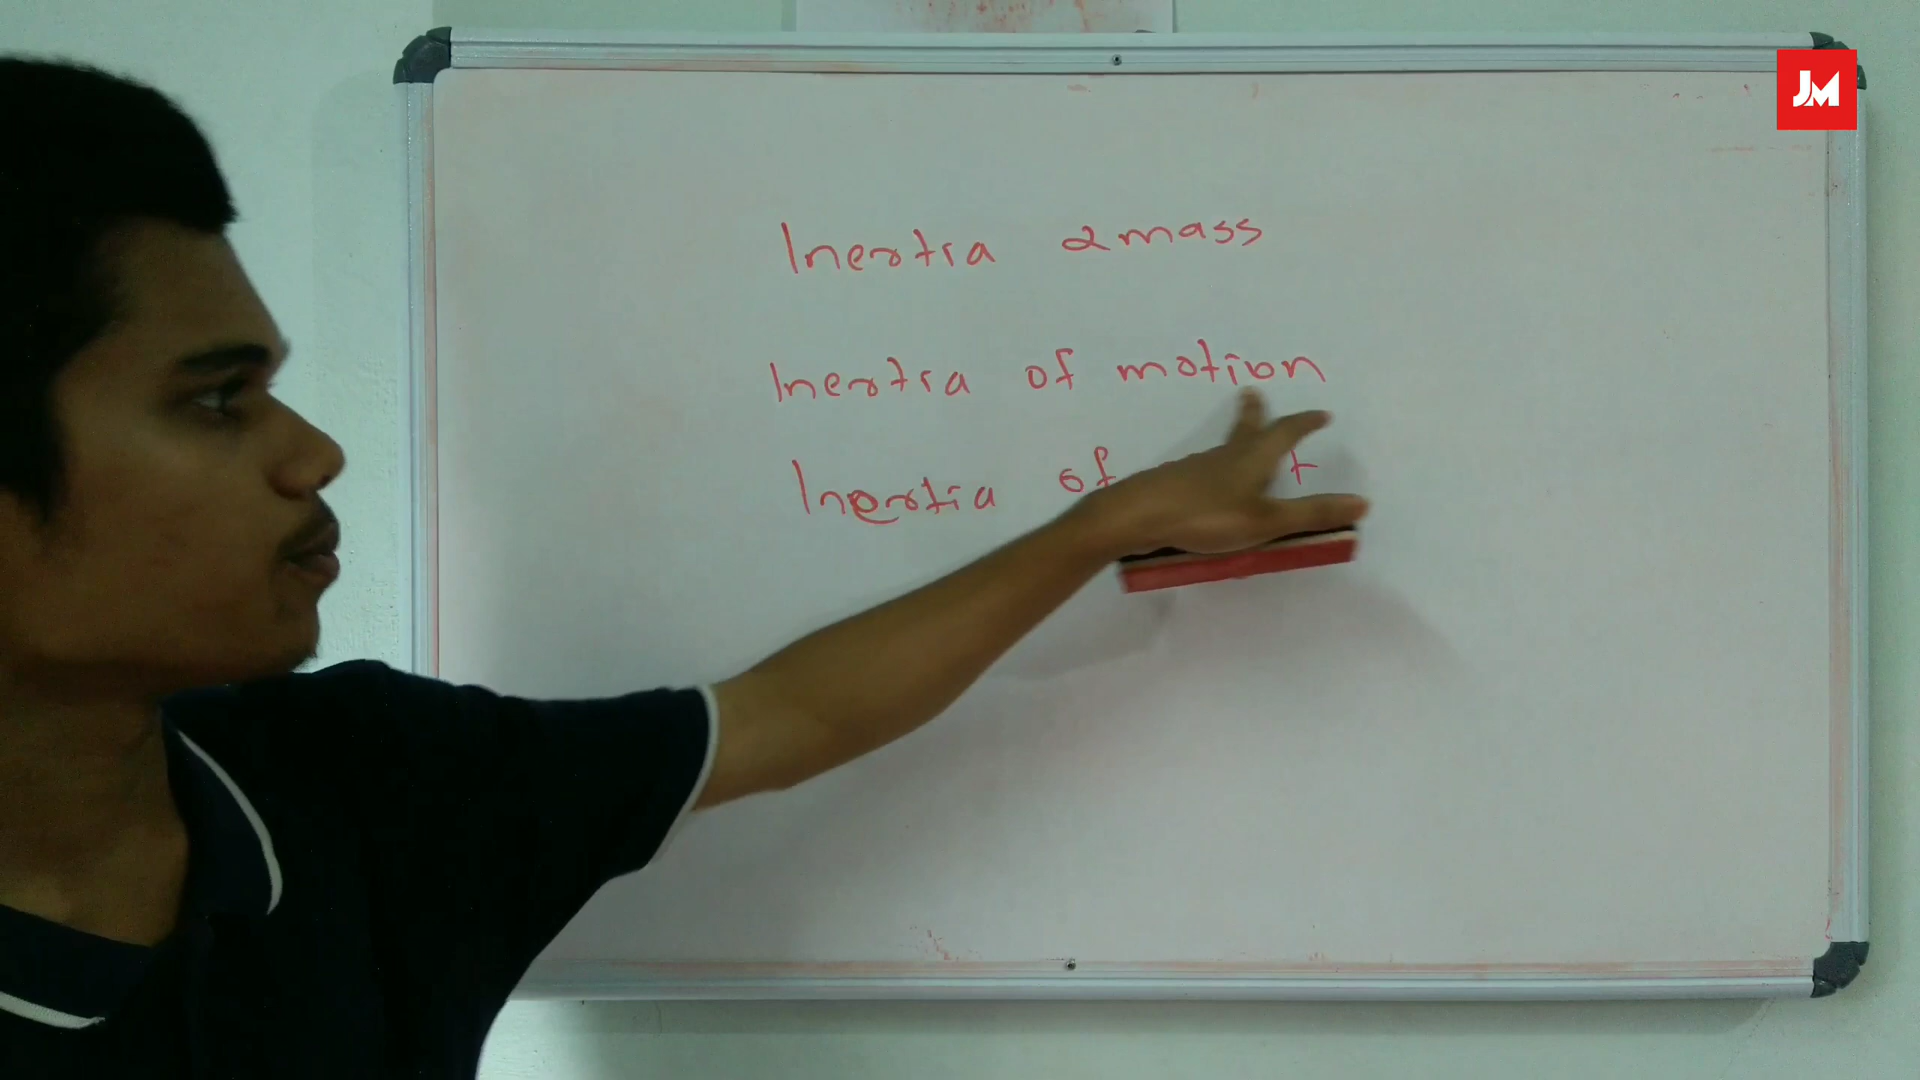 JM
Inertia α mass
Inertia of motion
Inertia of